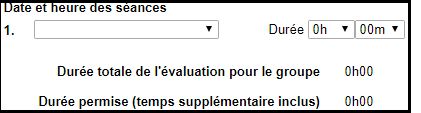 Date et heure des séances
1. Durée 0h 00m
Durée totale de l'évaluation pour le groupe 0h00
Durée permise (temps supplémentaire inclus) 0h00